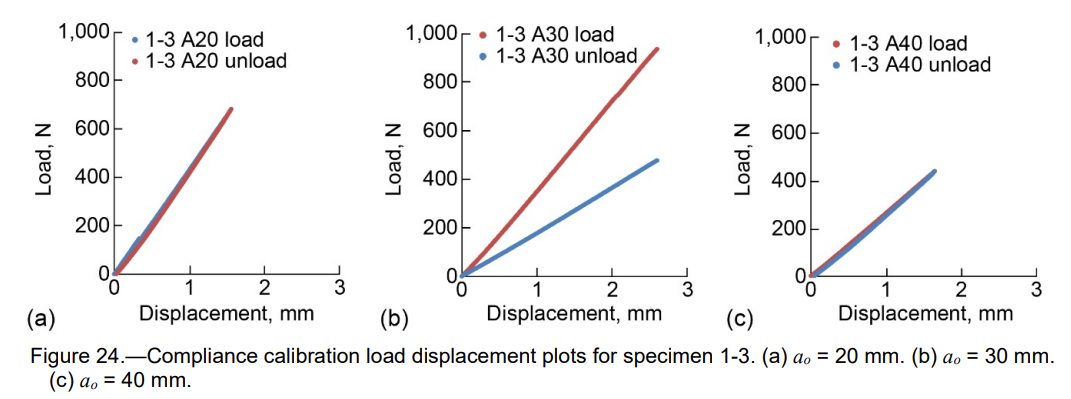 1,000
800
600
400
200
0
Load, N
1-3 A20 load
1-3 A20 unload
0 1 2 3
(a) Displacement, mm
1,000
800
600
400
200
0
Load, N
1-3 A30 load
1-3 A30 unload
0 1 2 3
(b) Displacement, mm
1,000
800
600
400
200
0
Load, N
1-3 A40 load
1-3 A40 unload
0 1 2 3
(c) Displacement, mm
Figure 24.—Compliance calibration load displacement plots for specimen 1-3. (a) aₒ = 20 mm. (b) aₒ = 30 mm.
(c) aₒ = 40 mm.